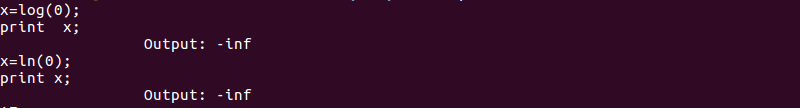 x=log(0);
print  x;
Output: -inf
x=ln(0);
print x;
Output: -inf